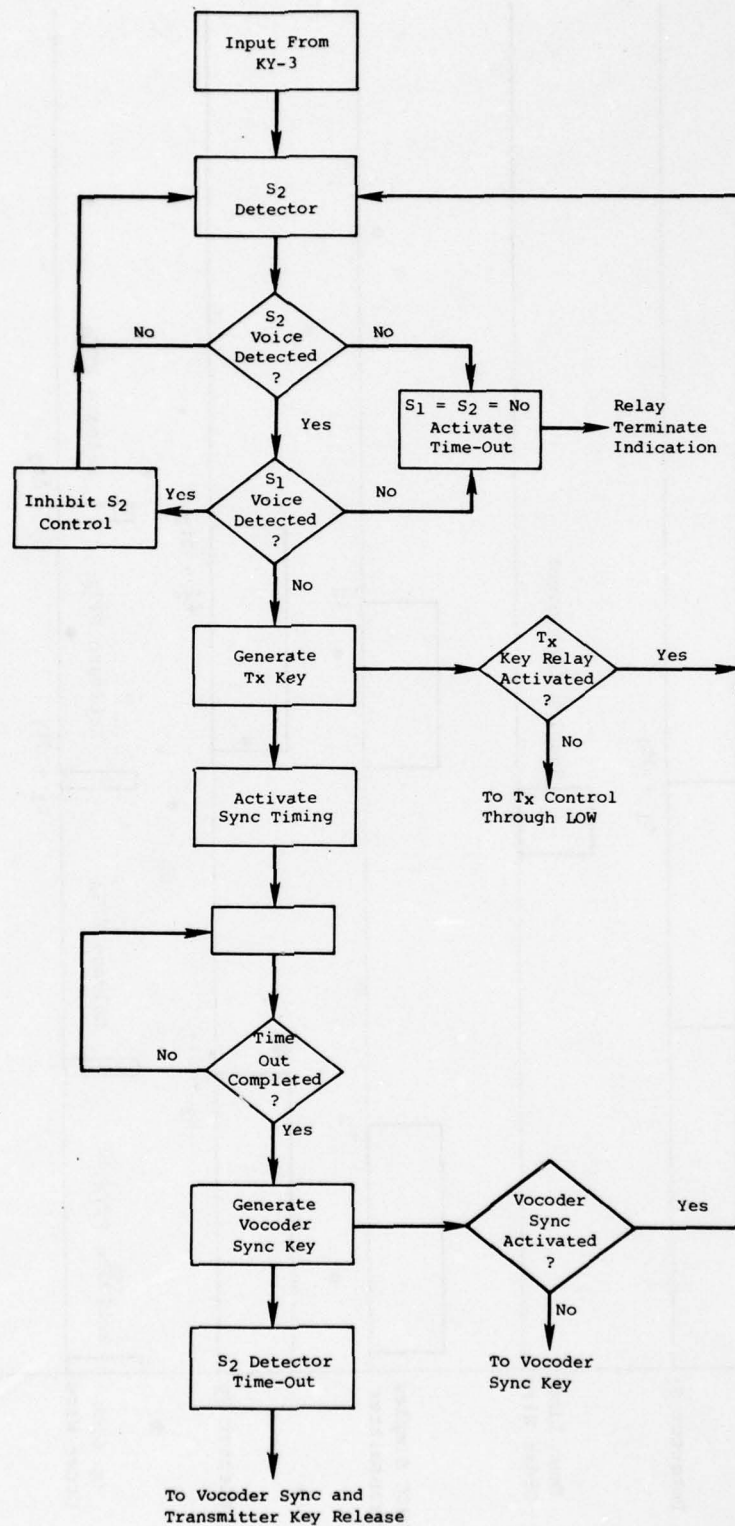 Input From
KY-3
S2
Detector
S2
Voice
Detected
?
No
No
Yes
S1 = S2 = No
Activate
Time-Out
Relay
Terminate
Indication
Inhibit S2
Control
Yes
S1
Voice
Detected
?
No
No
Generate
Tx Key
Tx
Key Relay
Activated
?
Yes
No
To Tx Control
Through LOW
Activate
Sync Timing
Time
Out
Completed
?
No
Yes
Generate
Vocoder
Sync Key
Vocoder
Sync
Activated
?
Yes
No
To Vocoder
Sync Key
S2 Detector
Time-Out
To Vocoder Sync and
Transmitter Key Release